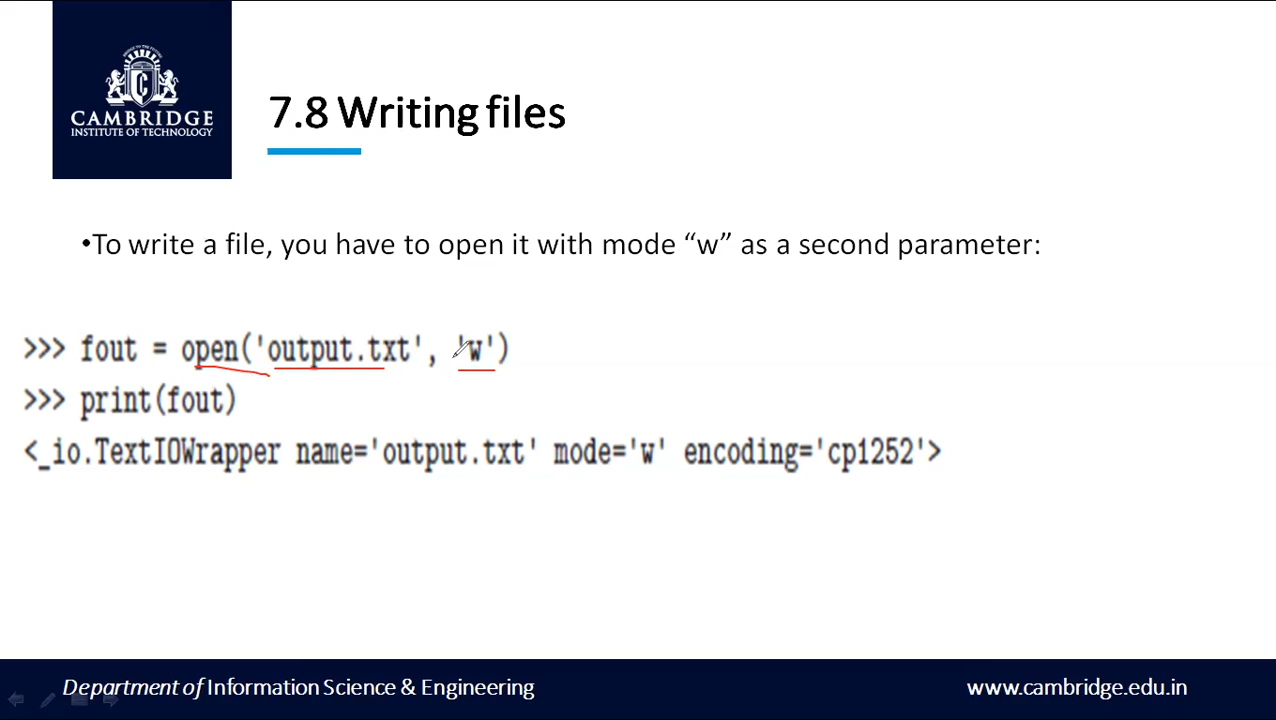 CAMBRIDGE
INSTITUTE OF TECHNOLOGY
7.8 Writing files
•To write a file, you have to open it with mode “w” as a second parameter:
>>> fout = open('output.txt', 'w')
>>> print(fout)
<_io.TextIOWrapper name='output.txt' mode='w' encoding='cp1252'>
Department of Information Science & Engineering
www.cambridge.edu.in